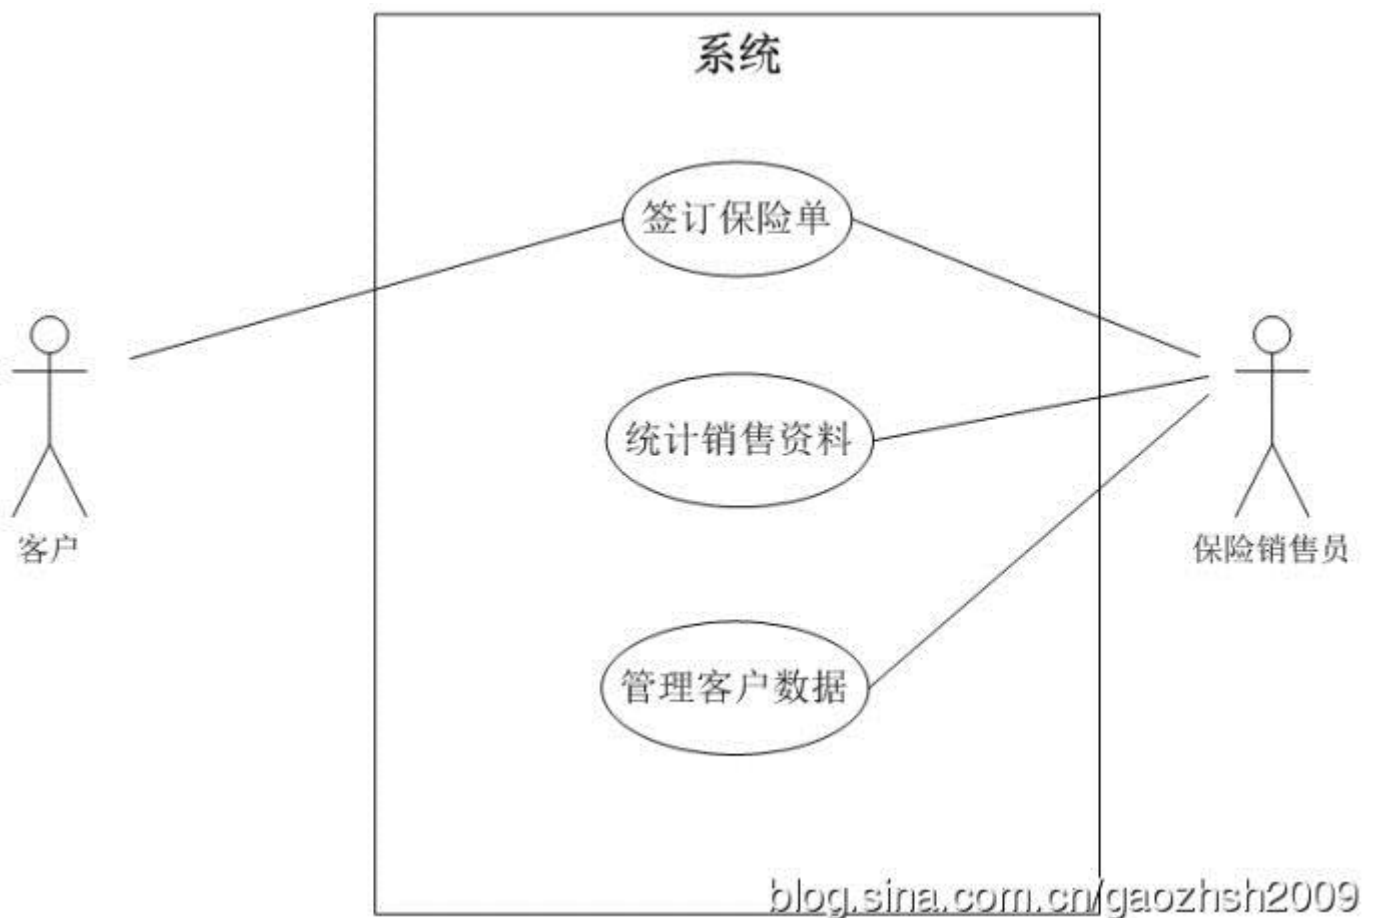 系统
签订保险单
统计销售资料
客户
保险销售员
管理客户数据
blog.sina.com.cn/gaozhsh2009